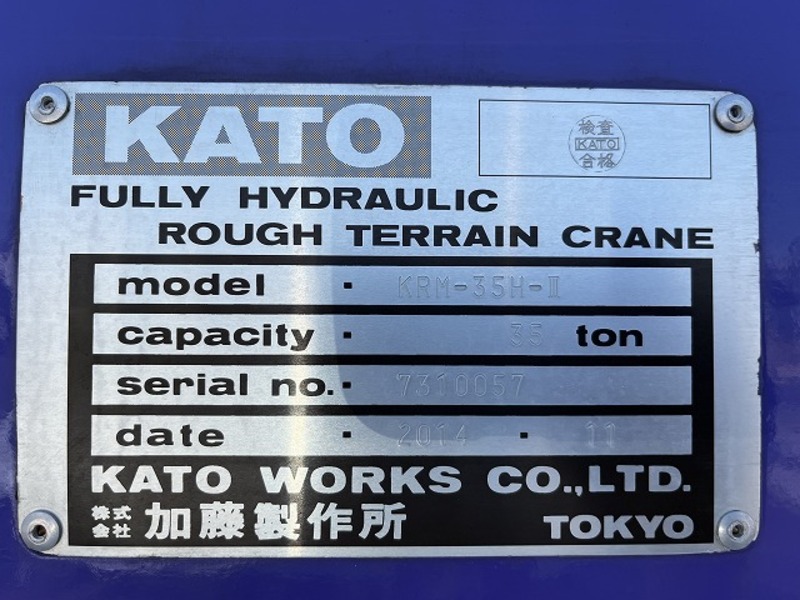 KATO
検査
KATO
合格
FULLY HYDRAULIC
ROUGH TERRAIN CRANE
model · KRM-35H-Ⅱ
capacity · 35 ton
serial no. · 7310057
date · 2014 · 11
KATO WORKS CO.,LTD.
株式会社 加藤製作所 TOKYO